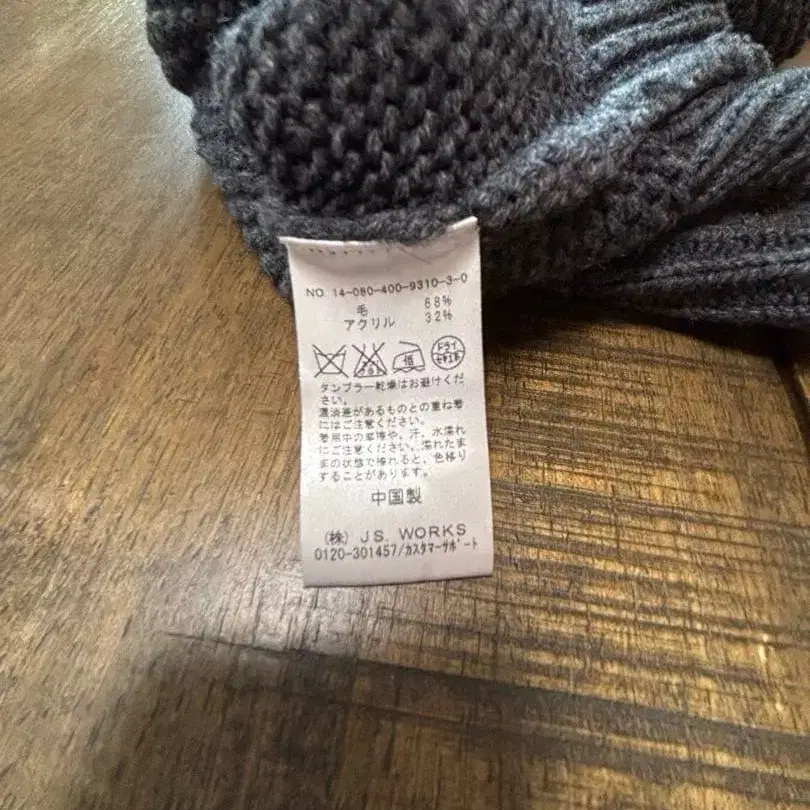 NO. 14-080-400-9310-3-0
毛 68%
アクリル 32%
低 ドライ セキユ系
タンブラー乾燥はお避けくだ
さい。
濃淡差があるものとの重ね着
にはご注意ください。
着用中の摩擦や、汗、水濡れ
にご注意ください。濡れたま
まの状態で擦れると、色移り
することがあります。
中国製
(株) J.S. WORKS
0120-301457/カスタマーサポート